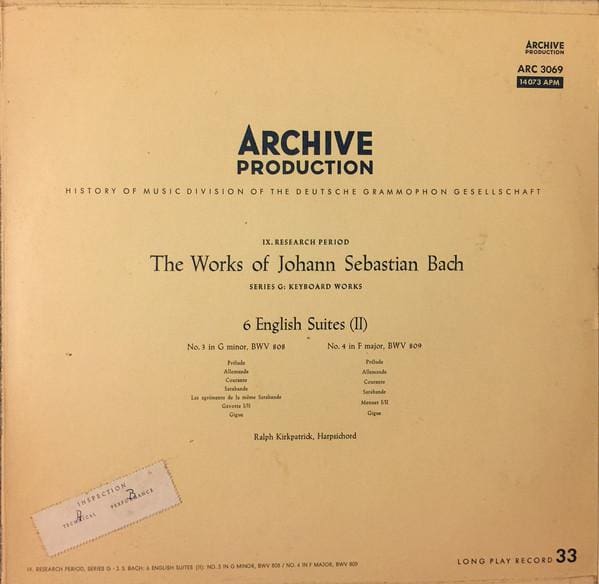 ARCHIVE
PRODUCTION
ARC 3069
14073 APM
ARCHIVE
PRODUCTION
HISTORY OF MUSIC DIVISION OF THE DEUTSCHE GRAMMOPHON GESELLSCHAFT
IX. RESEARCH PERIOD
The Works of Johann Sebastian Bach
SERIES G: KEYBOARD WORKS
6 English Suites (II)
No. 3 in G minor, BWV 808
Prélude
Allemande
Courante
Sarabande
Les agréments de la même Sarabande
Gavotte I/II
Gigue
No. 4 in F major, BWV 809
Prélude
Allemande
Courante
Sarabande
Menuet I/II
Gigue
Ralph Kirkpatrick, Harpsichord
INSPECTION
TECHNICAL PERFORMANCE
IX. RESEARCH PERIOD, SERIES G · J. S. BACH: 6 ENGLISH SUITES (II): NO. 3 IN G MINOR, BWV 808 / NO. 4 IN F MAJOR, BWV 809
LONG PLAY RECORD 33